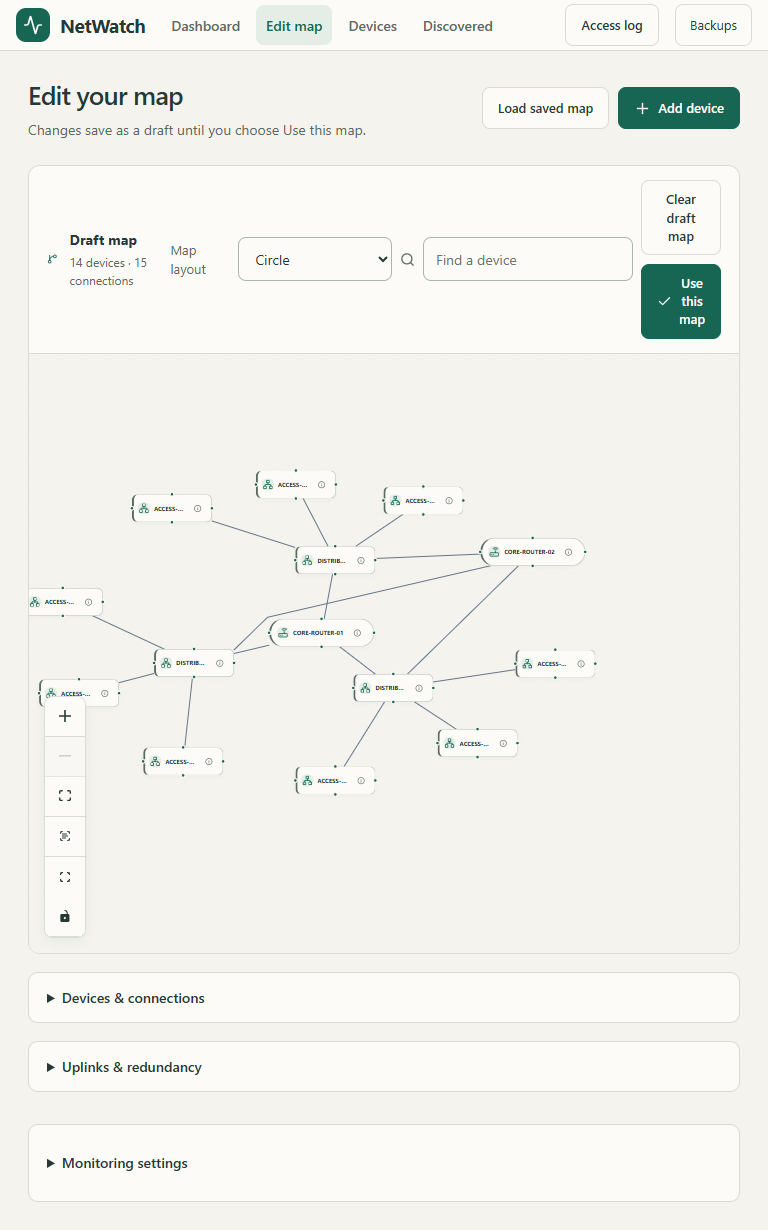 NetWatch
Dashboard
Edit map
Devices
Discovered
Access log
Backups
Edit your map
Changes save as a draft until you choose Use this map.
Load saved map
Add device
Draft map
14 devices · 15
connections
Map
layout
Circle
Find a device
Clear
draft
map
Use
this
map
ACCESS-...
ACCESS-...
ACCESS-...
CORE-ROUTER-02
DISTRIB...
ACCESS-...
CORE-ROUTER-01
DISTRIB...
ACCESS-...
DISTRIB...
ACCESS-...
ACCESS-...
ACCESS-...
ACCESS-...
Devices & connections
Uplinks & redundancy
Monitoring settings